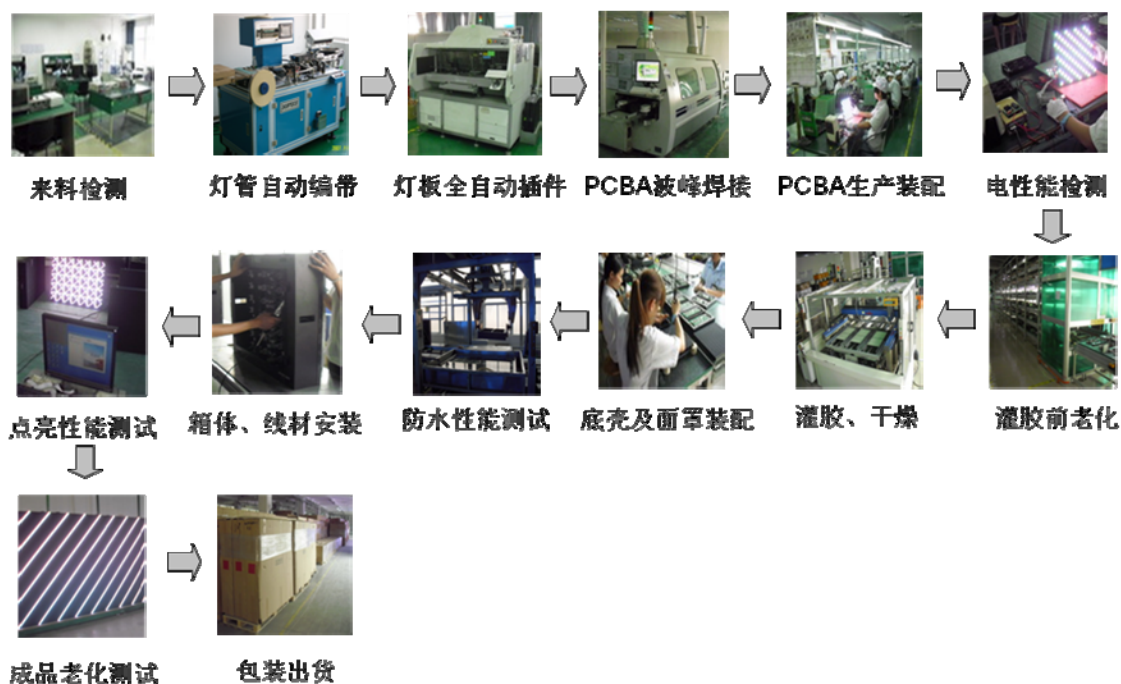 来料检测
灯管自动编带
灯板全自动插件
PCBA波峰焊接
PCBA生产装配
电性能检测
点亮性能测试
箱体、线材安装
防水性能测试
底壳及面罩装配
灌胶、干燥
灌胶前老化
成品老化测试
包装出货